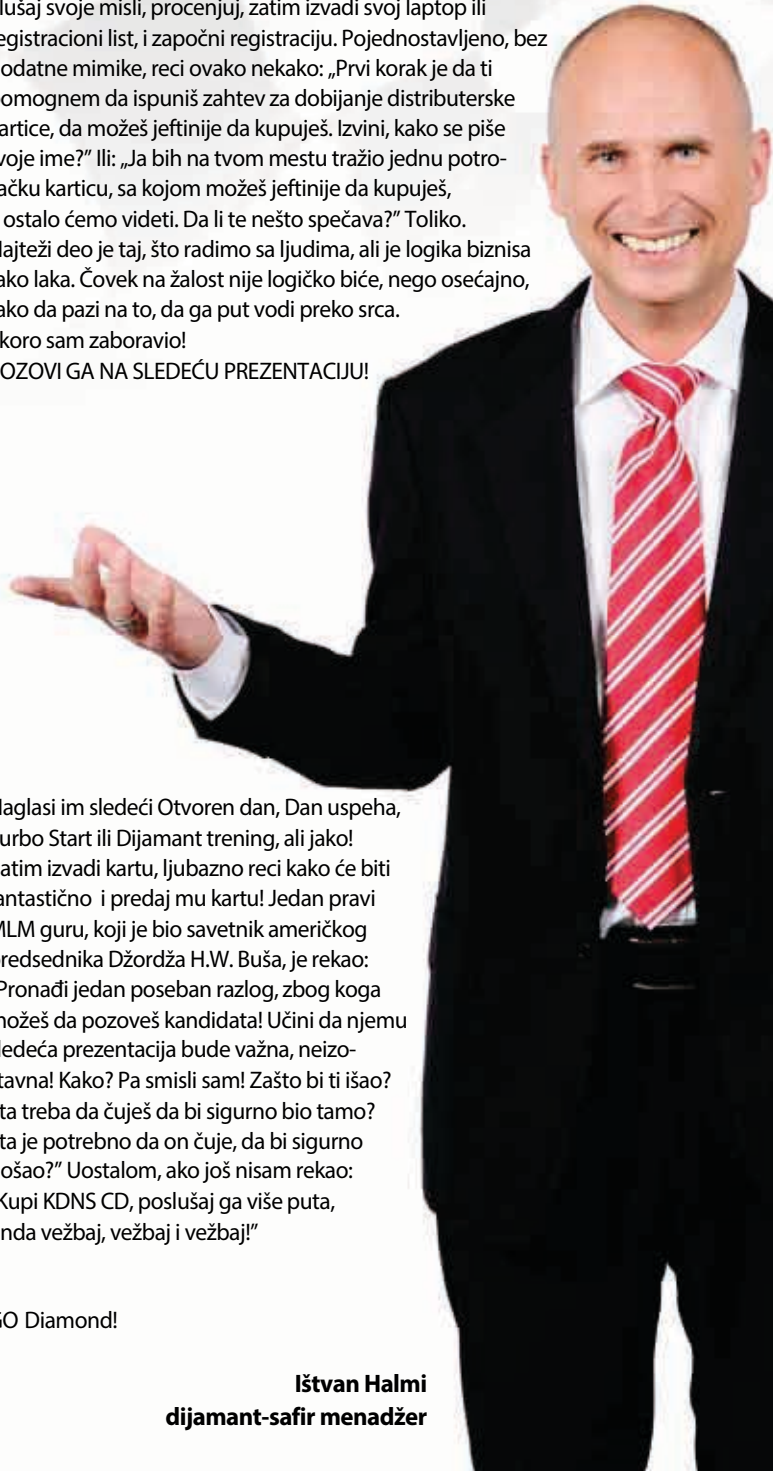 lušaj svoje misli, procenjuj, zatim izvadi svoj laptop ili
egistracioni list, i započni registraciju. Pojednostavljeno, bez
odatne mimike, reci ovako nekako: „Prvi korak je da ti
omognem da ispuniš zahtev za dobijanje distributerske
artice, da možeš jeftinije da kupuješ. Izvini, kako se piše
voje ime?” Ili: „Ja bih na tvom mestu tražio jednu potro-
ačku karticu, sa kojom možeš jeftinije da kupuješ,
ostalo ćemo videti. Da li te nešto spečava?” Toliko.
ajteži deo je taj, što radimo sa ljudima, ali je logika biznisa
ako laka. Čovek na žalost nije logičko biće, nego osećajno,
ako da pazi na to, da ga put vodi preko srca.
koro sam zaboravio!
OZOVI GA NA SLEDEĆU PREZENTACIJU!
aglasi im sledeći Otvoren dan, Dan uspeha,
urbo Start ili Dijamant trening, ali jako!
atim izvadi kartu, ljubazno reci kako će biti
antastično i predaj mu kartu! Jedan pravi
MLM guru, koji je bio savetnik američkog
redsednika Džordža H.W. Buša, je rekao:
Pronađi jedan poseban razlog, zbog koga
ožeš da pozoveš kandidata! Učini da njemu
ledeća prezentacija bude važna, neizo-
tavna! Kako? Pa smisli sam! Zašto bi ti išao?
ta treba da čuješ da bi sigurno bio tamo?
ta je potrebno da on čuje, da bi sigurno
ošao?” Uostalom, ako još nisam rekao:
Kupi KDNS CD, poslušaj ga više puta,
nda vežbaj, vežbaj i vežbaj!”
GO Diamond!
Ištvan Halmi
dijamant-safir menadžer